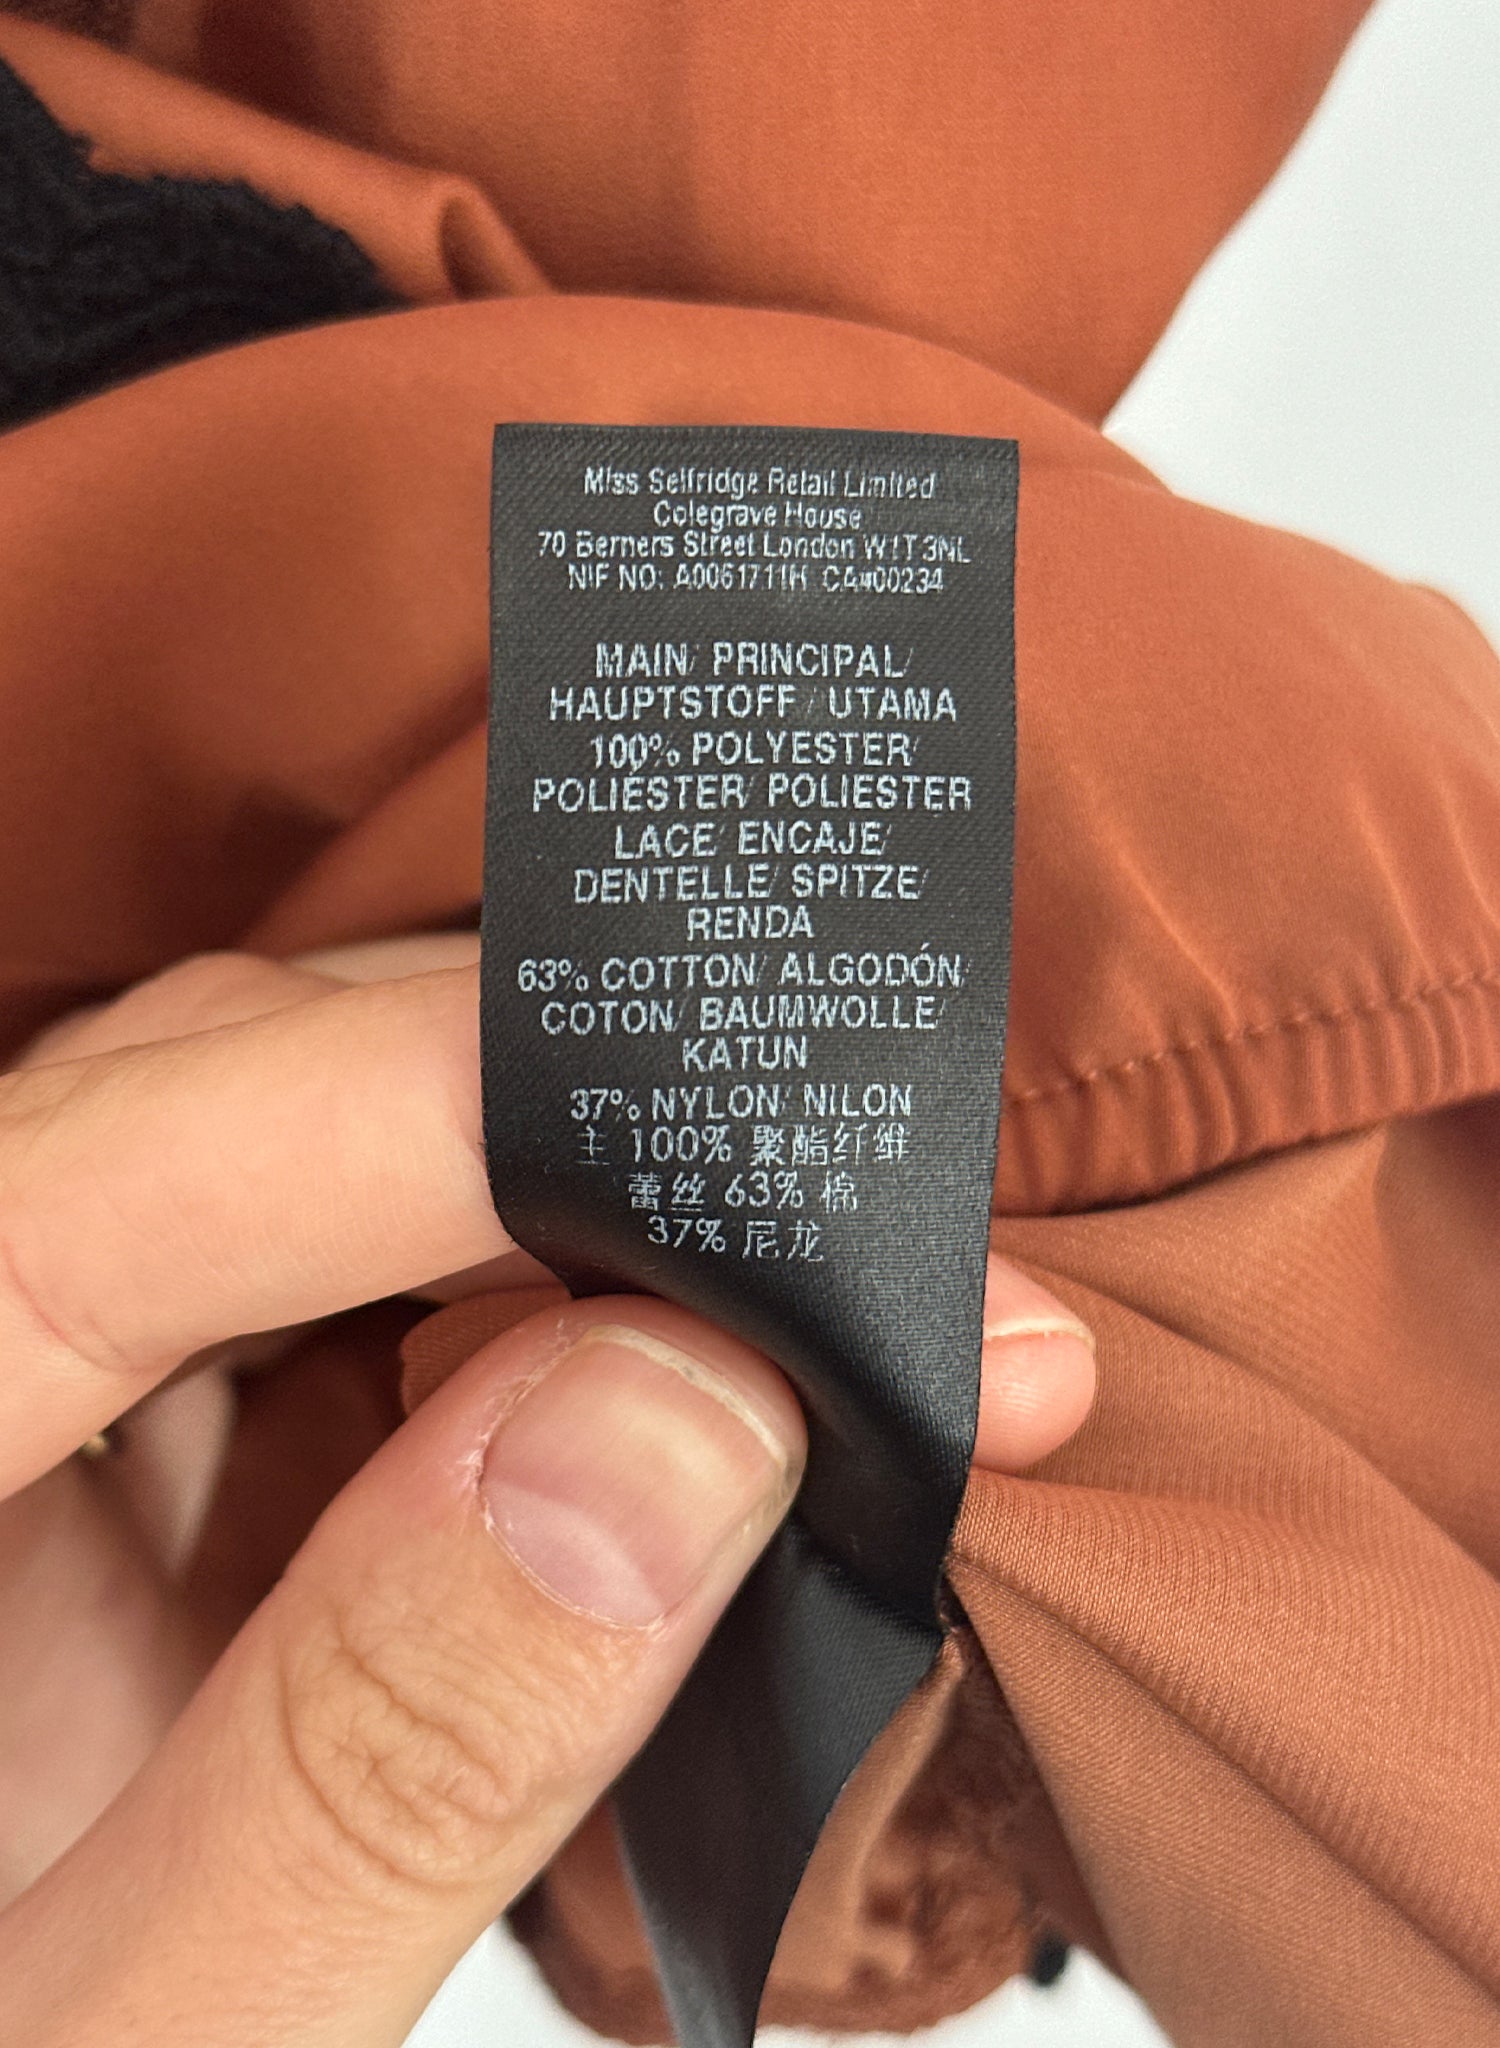 Miss Selfridge Retail Limited
Colegrave House
70 Berners Street London W1T 3NL
NIF NO: A0061711H CA#00234
MAIN/ PRINCIPAL/
HAUPTSTOFF/ UTAMA
100% POLYESTER/
POLIÉSTER/ POLIESTER
LACE/ ENCAJE/
DENTELLE/ SPITZE/
RENDA
63% COTTON/ ALGODÓN/
COTON/ BAUMWOLLE/
KATUN
37% NYLON/ NILON
主 100% 聚酯纤维
蕾丝 63% 棉
37% 尼龙